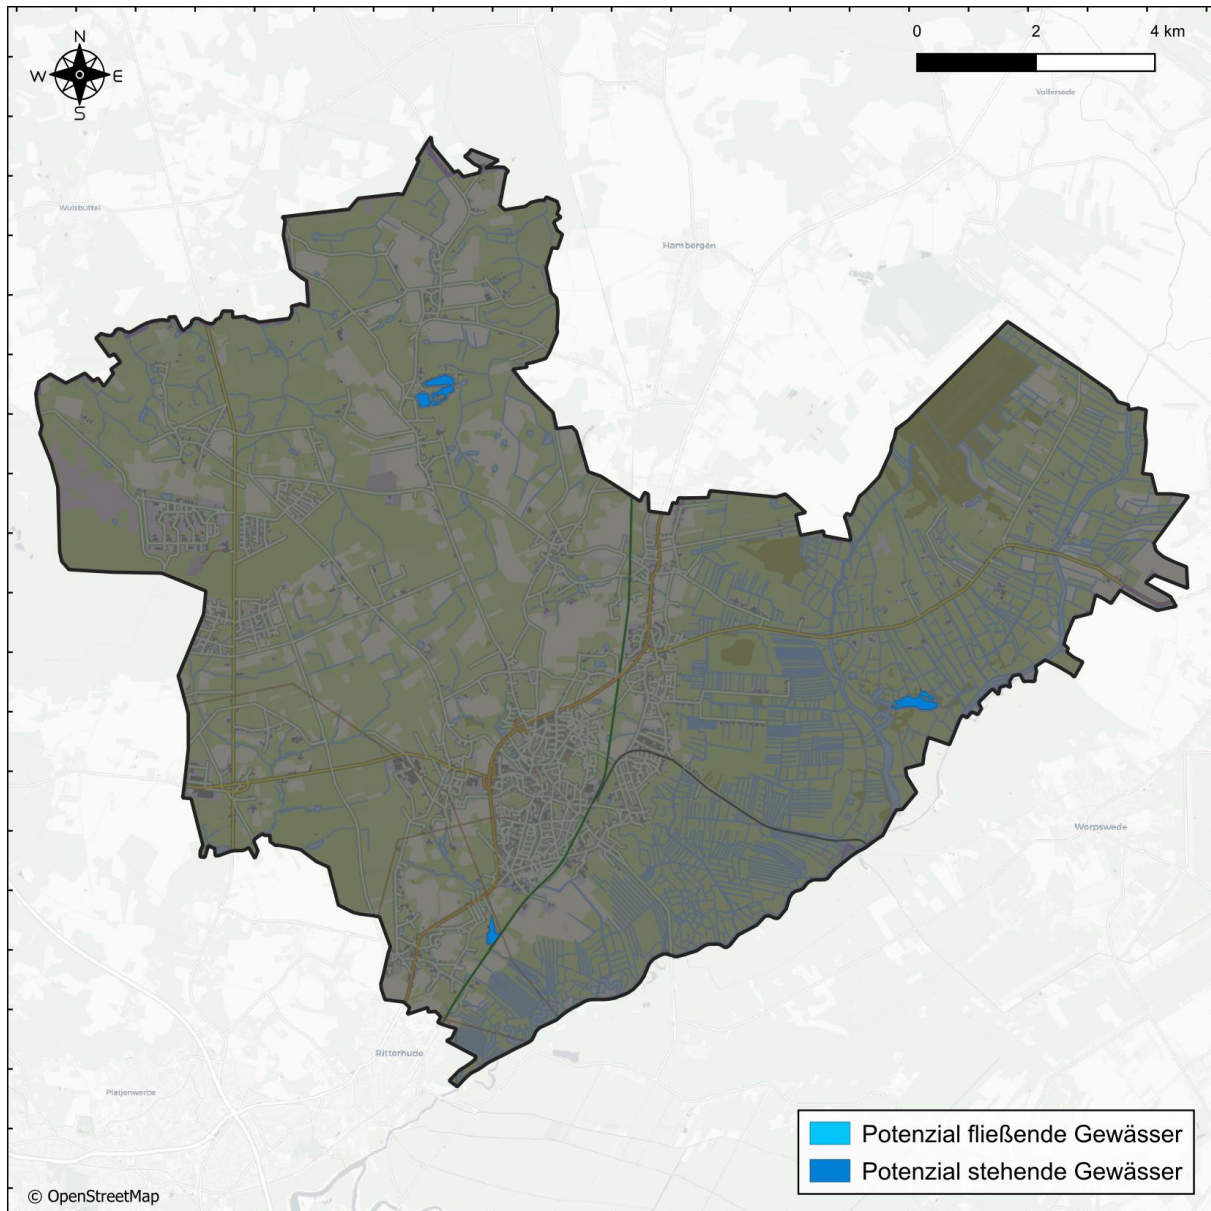 N
W E
S
0 2 4 km
Vollersode
Wulsbüttel
Hambergen
Worpswede
Ritterhude
Platjenwerbe
Potenzial fließende Gewässer
Potenzial stehende Gewässer
© OpenStreetMap